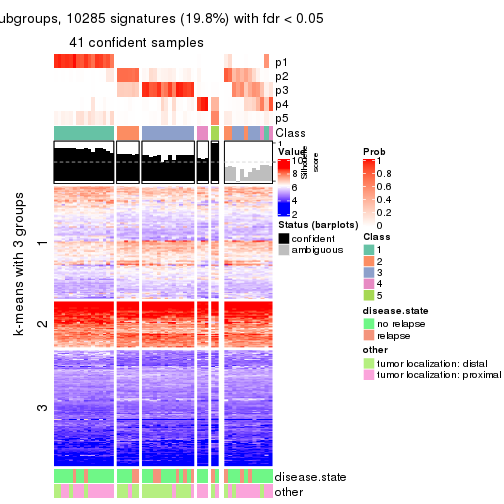 ubgroups, 10285 signatures (19.8%) with fdr < 0.05
41 confident samples
p1
p2
p3
p4
p5
Class
1
Silhouette score
k-means with 3 groups
1
2
3
disease.state
other
Value
10
8
6
4
2
Status (barplots)
confident
ambiguous
Prob
1
0.8
0.6
0.4
0.2
0
Class
1
2
3
4
5
disease.state
no relapse
relapse
other
tumor localization: distal
tumor localization: proximal